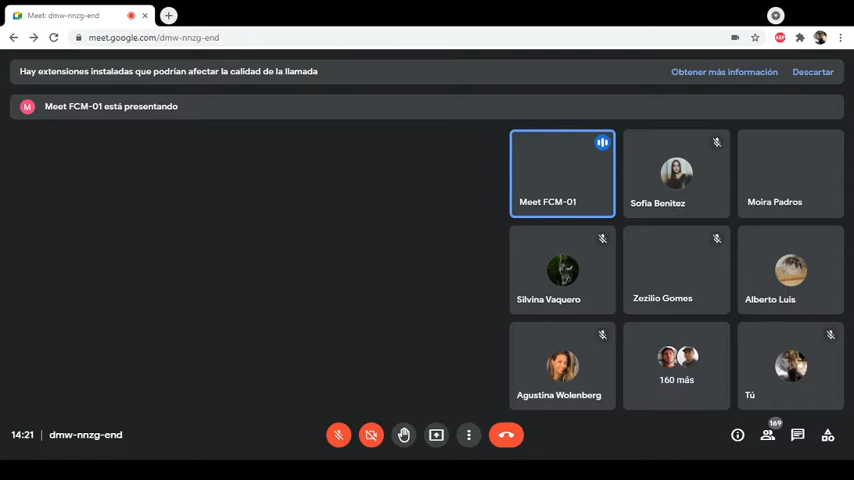 Meet: dmw-nnzg-end
meet.google.com/dmw-nnzg-end
ABP
Hay extensiones instaladas que podrían afectar la calidad de la llamada
Obtener más información
Descartar
M
Meet FCM-01 está presentando
Meet FCM-01
Sofia Benitez
Moira Padros
Silvina Vaquero
Zezilio Gomes
Alberto Luis
Agustina Wolenberg
160 más
Tú
14:21 | dmw-nnzg-end
169